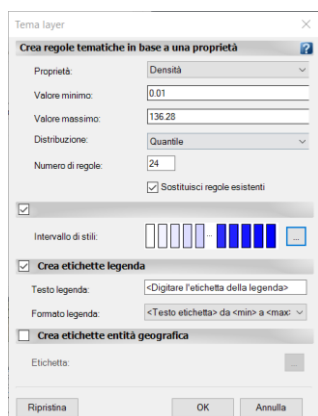 Tema layer
Crea regole tematiche in base a una proprietà
Proprietà: Densità
Valore minimo: 0.01
Valore massimo: 136.28
Distribuzione: Quantile
Numero di regole: 24
Sostituisci regole esistenti
Intervallo di stili: ... ...
Crea etichette legenda
Testo legenda: <Digitare l'etichetta della legenda>
Formato legenda: <Testo etichetta> da <min> a <max
Crea etichette entità geografica
Etichetta: ...
Ripristina OK Annulla